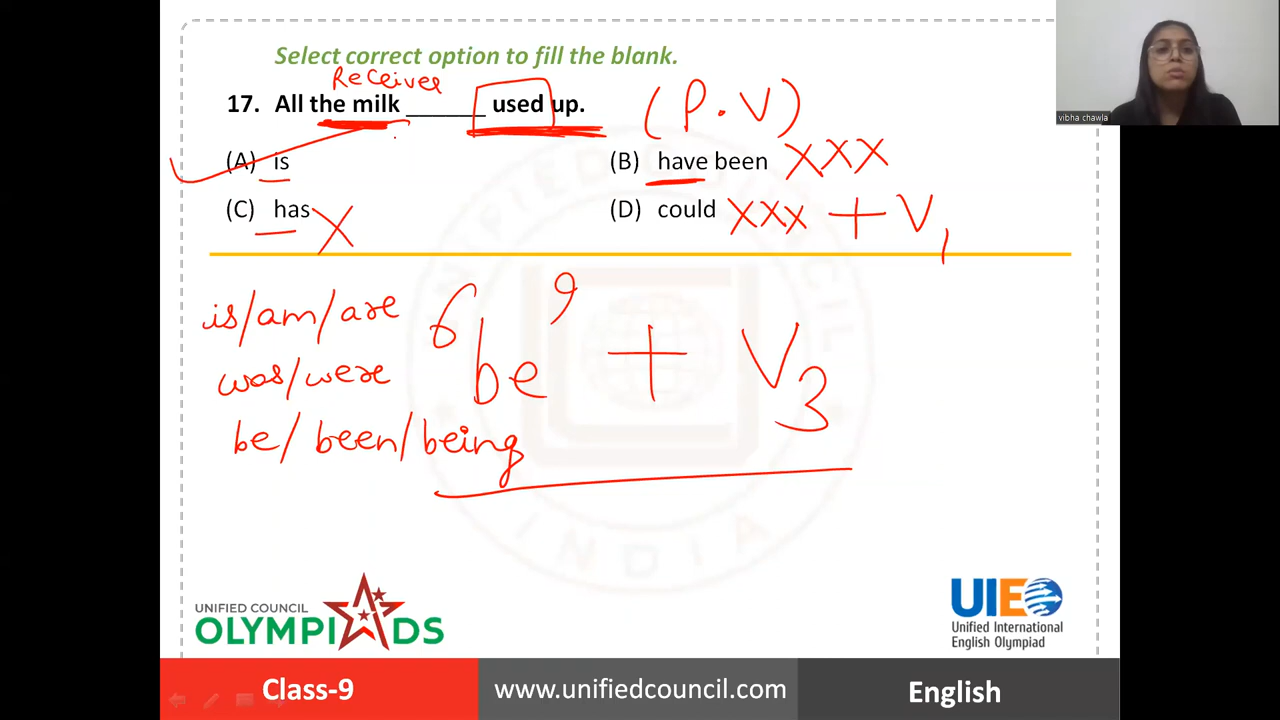 Select correct option to fill the blank.
Receiver
17. All the milk ______ used up. (P.V)
(A) is (B) have been XXX
(C) has X (D) could XXX + V1
is/am/are
was/were
be/been/being
be + V3
UNIFIED COUNCIL
OLYMPIADS
UIEO
Unified International
English Olympiad
Class-9 www.unifiedcouncil.com English
vibha chawla
INDIA